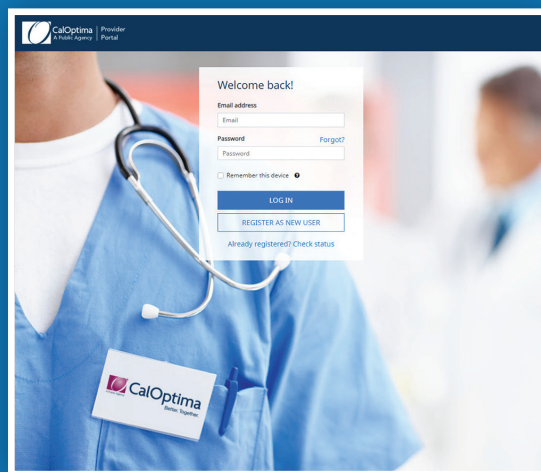 CalOptima
A Public Agency
Provider
Portal
Welcome back!
Email address
Email
Password
Forgot?
Password
Remember this device ?
LOG IN
REGISTER AS NEW USER
Already registered? Check status
CalOptima
Better. Together.